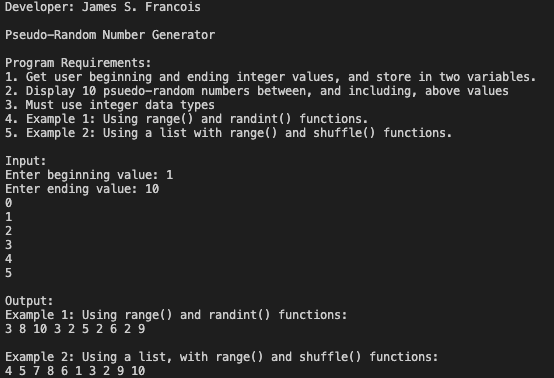 Developer: James S. Francois
Pseudo-Random Number Generator
Program Requirements:
1. Get user beginning and ending integer values, and store in two variables.
2. Display 10 psuedo-random numbers between, and including, above values
3. Must use integer data types
4. Example 1: Using range() and randint() functions.
5. Example 2: Using a list with range() and shuffle() functions.
Input:
Enter beginning value: 1
Enter ending value: 10
0
1
2
3
4
5
Output:
Example 1: Using range() and randint() functions:
3 8 10 3 2 5 2 6 2 9
Example 2: Using a list, with range() and shuffle() functions:
4 5 7 8 6 1 3 2 9 10